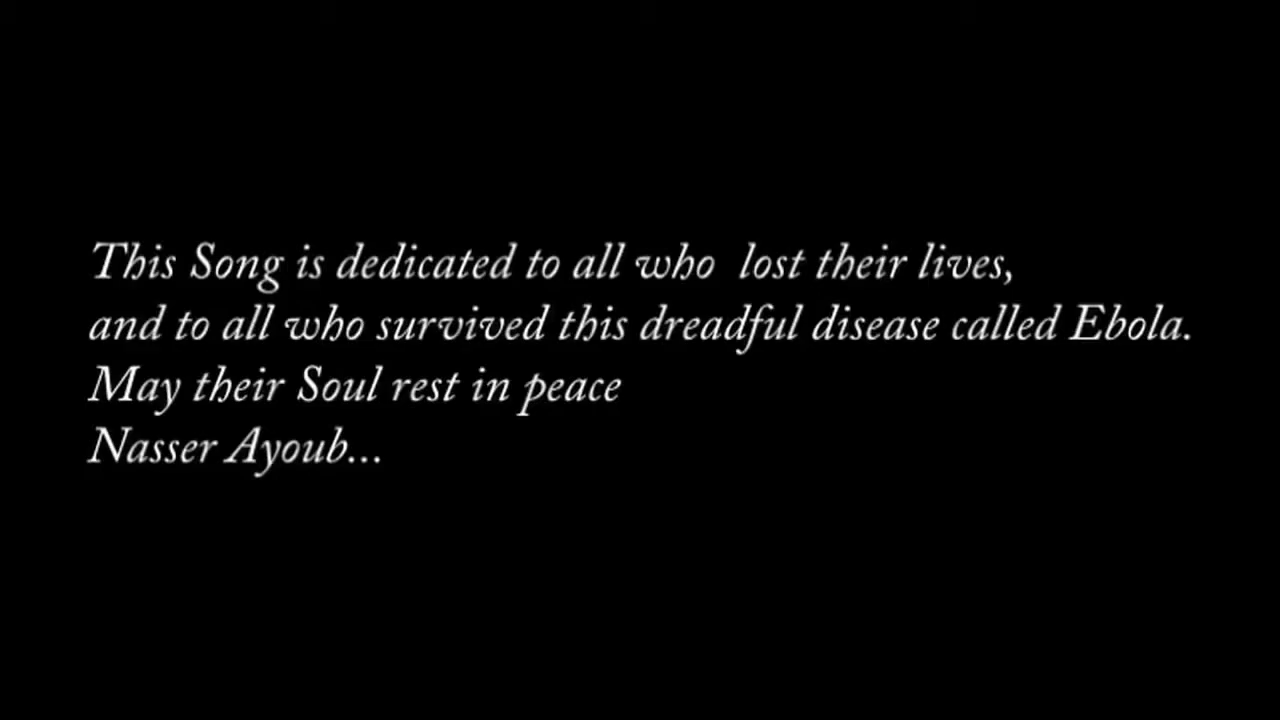 This Song is dedicated to all who lost their lives,
and to all who survived this dreadful disease called Ebola.
May their Soul rest in peace
Nasser Ayoub...